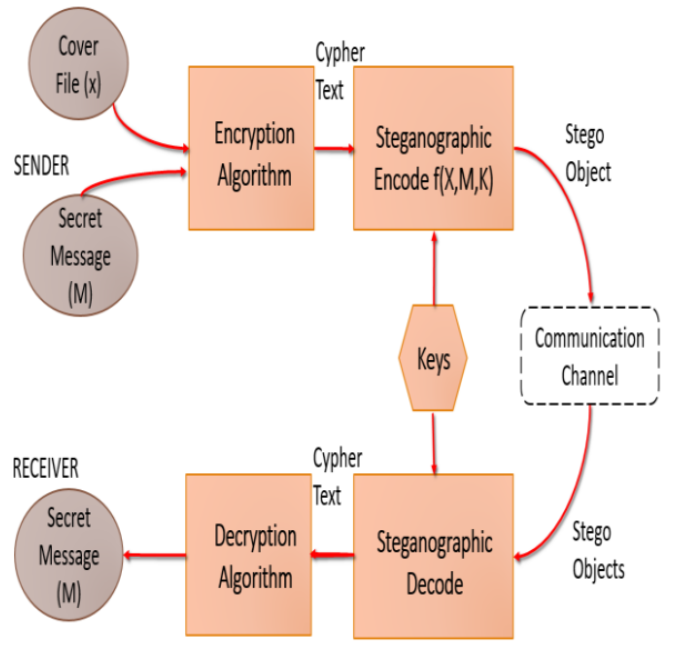 Cover
File (x)
Cypher
Text
Encryption
Algorithm
Steganographic
Encode f(X,M,K)
Stego
Object
SENDER
Secret
Message
(M)
Keys
Communication
Channel
RECEIVER
Cypher
Text
Secret
Message
(M)
Decryption
Algorithm
Steganographic
Decode
Stego
Objects